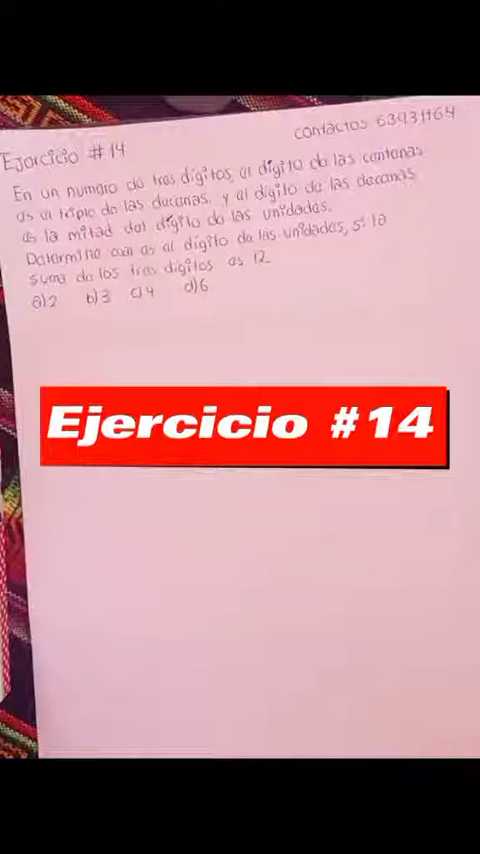 contactos 63931164
Ejercicio #14
En un numero de tres dígitos, el dígito de las centenas
es el triple de las decenas, y el dígito de las decenas
es la mitad del dígito de las unidades.
Determine cual es el dígito de las unidades, si la
suma de los tres dígitos es 12.
a)2 b)3 c)4 d)6
Ejercicio #14